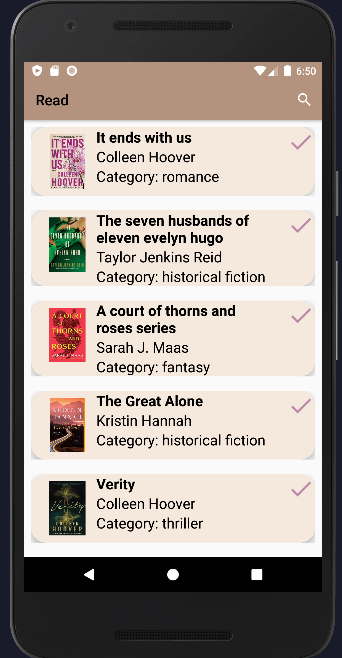 6:50
Read
IT ENDS
WITH
US
COLLEEN
HOOVER
It ends with us
Colleen Hoover
Category: romance
The seven husbands of
eleven evelyn hugo
Taylor Jenkins Reid
Category: historical fiction
A COURT
OF
THORNS
AND
ROSES
A court of thorns and
roses series
Sarah J. Maas
Category: fantasy
KRISTIN
HANNAH
The Great Alone
Kristin Hannah
Category: historical fiction
Verity
COLLEEN
HOOVER
Verity
Colleen Hoover
Category: thriller